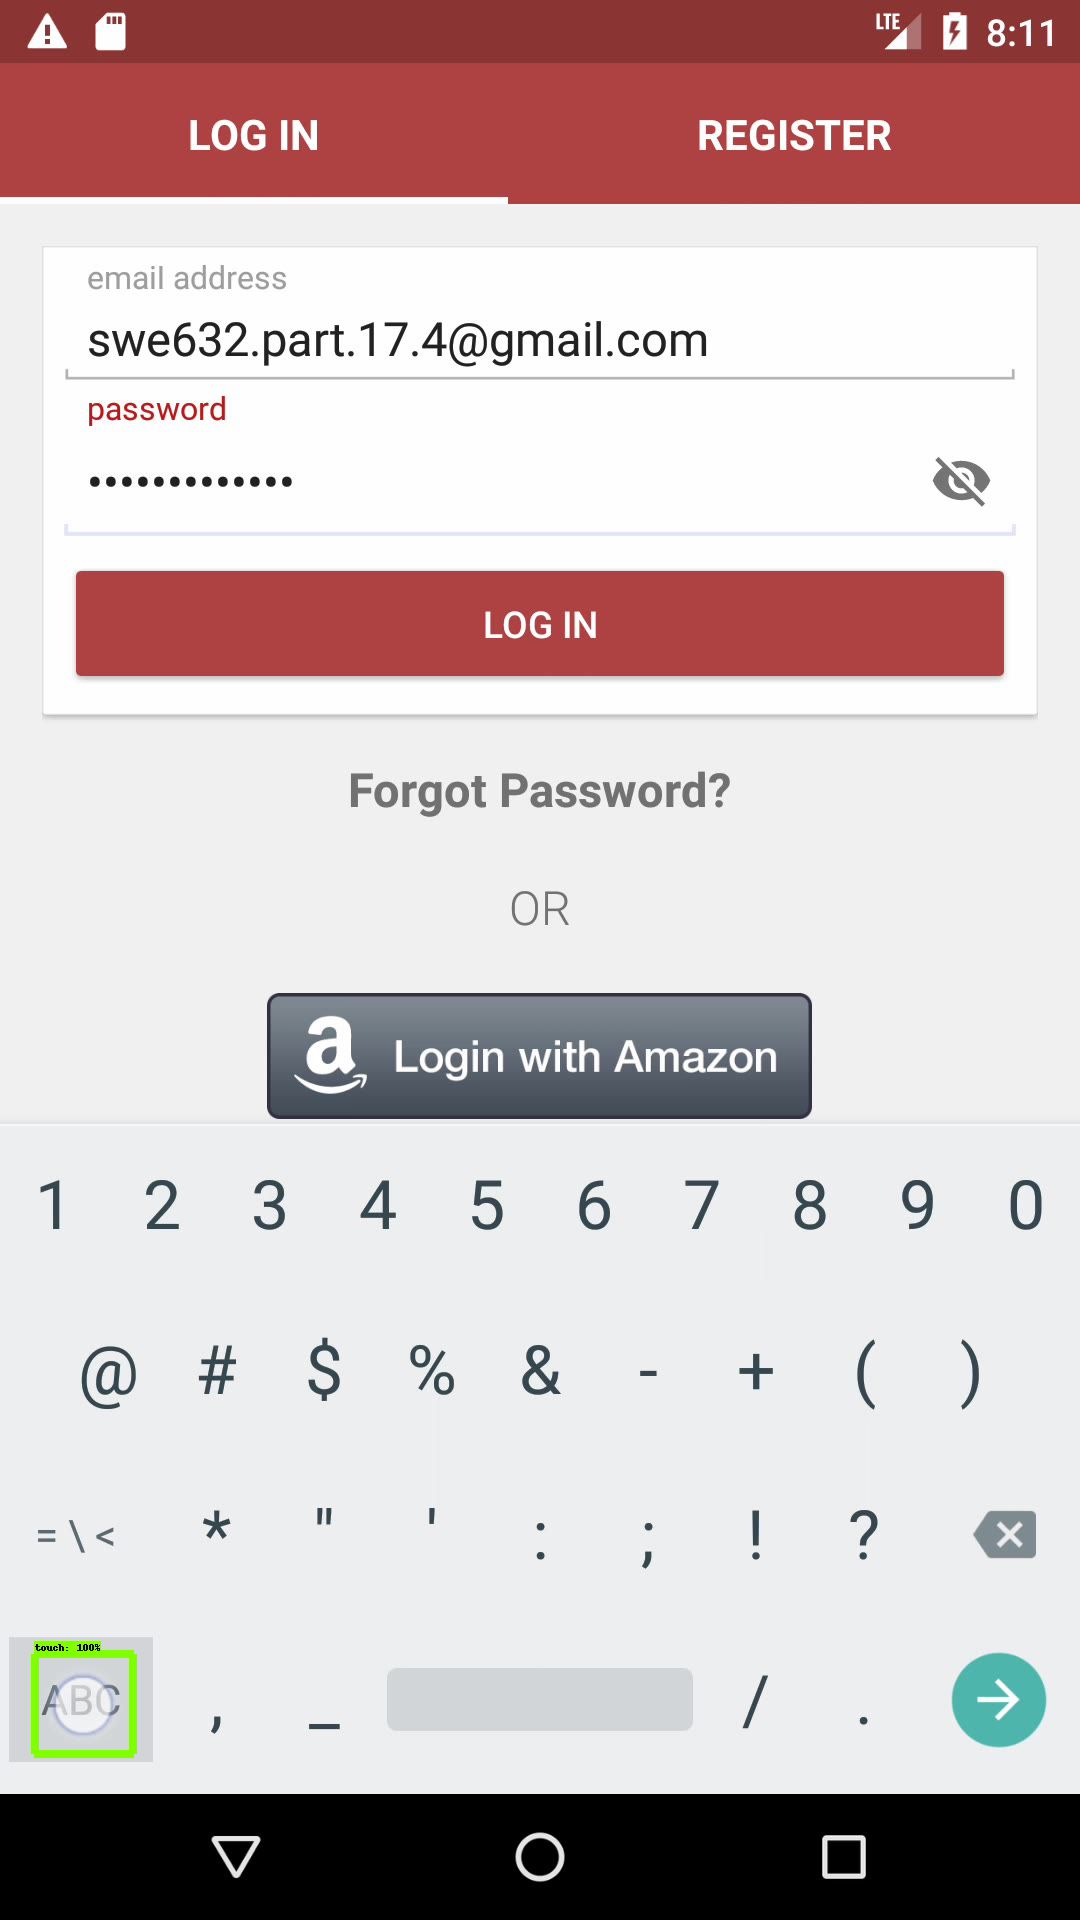 LTE 8:11
LOG IN REGISTER
email address
swe632.part.17.4@gmail.com
password
•••••••••••••
LOG IN
Forgot Password?
OR
a Login with Amazon
1 2 3 4 5 6 7 8 9 0
@ # $ % & - + ( )
= \ < * " ' : ; ! ?
touch: 100%
ABC , _ / .